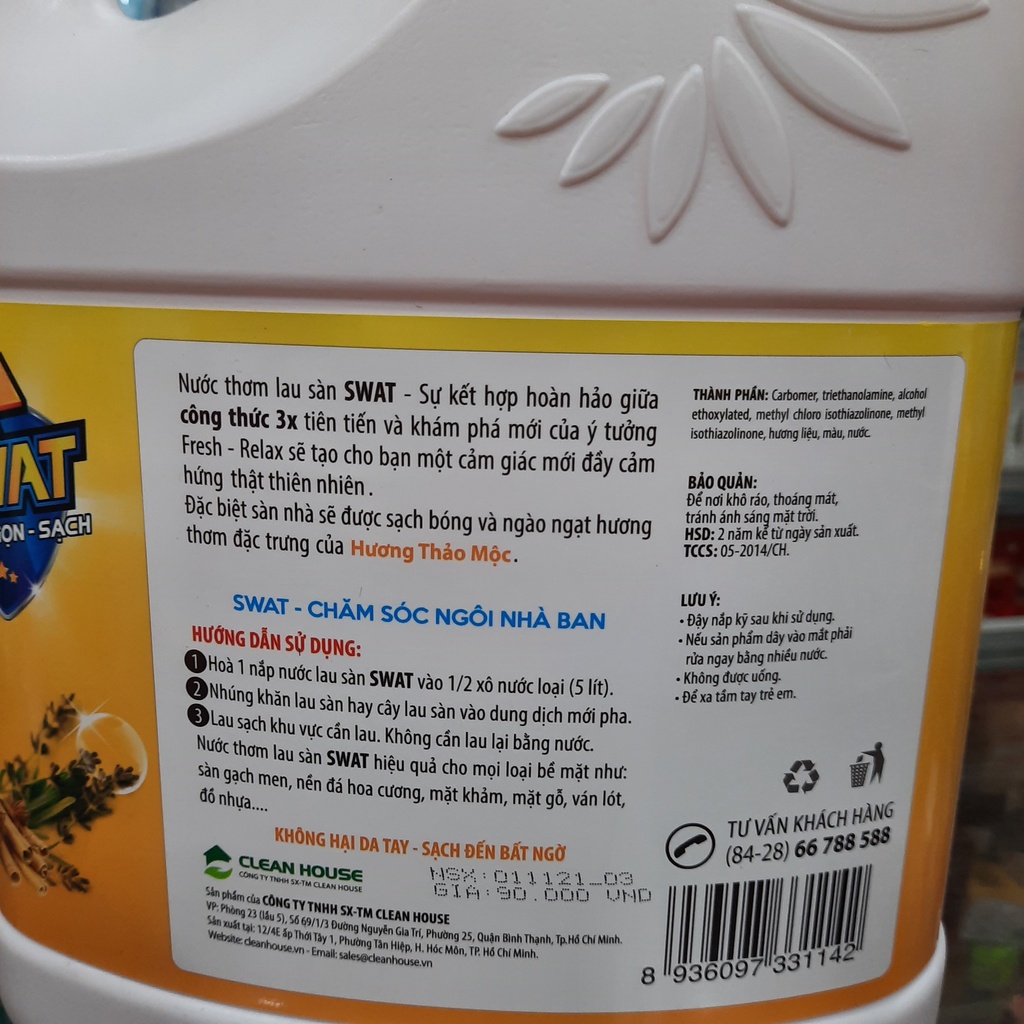 WAT
ỌN - SẠCH
Nước thơm lau sàn SWAT - Sự kết hợp hoàn hảo giữa
công thức 3x tiên tiến và khám phá mới của ý tưởng
Fresh - Relax sẽ tạo cho bạn một cảm giác mới đầy cảm
hứng thật thiên nhiên.
Đặc biệt sàn nhà sẽ được sạch bóng và ngào ngạt hương
thơm đặc trưng của Hương Thảo Mộc.
SWAT - CHĂM SÓC NGÔI NHÀ BAN
HƯỚNG DẪN SỬ DỤNG:
1 Hoà 1 nắp nước lau sàn SWAT vào 1/2 xô nước loại (5 lít).
2 Nhúng khăn lau sàn hay cây lau sàn vào dung dịch mới pha.
3 Lau sạch khu vực cần lau. Không cần lau lại bằng nước.
Nước thơm lau sàn SWAT hiệu quả cho mọi loại bề mặt như:
sàn gạch men, nền đá hoa cương, mặt khảm, mặt gỗ, ván lót,
đồ nhựa....
KHÔNG HẠI DA TAY - SẠCH ĐẾN BẤT NGỜ
CLEAN HOUSE
CÔNG TY TNHH SX-TM CLEAN HOUSE
NSX:011121_03
GIA:90.000 VND
Sản phẩm của CÔNG TY TNHH SX-TM CLEAN HOUSE
VP: Phòng 23 (lầu 5), Số 69/1/3 Đường Nguyễn Gia Trí, Phường 25, Quận Bình Thạnh, Tp.Hồ Chí Minh.
Sản xuất tại: 12/4E ấp Thới Tây 1, Phường Tân Hiệp, H. Hóc Môn, TP. Hồ Chí Minh.
Website: cleanhouse.vn - Email: sales@cleanhouse.vn
THÀNH PHẦN: Carbomer, triethanolamine, alcohol
ethoxylated, methyl chloro isothiazolinone, methyl
isothiazolinone, hương liệu, màu, nước.
BẢO QUẢN:
Để nơi khô ráo, thoáng mát,
tránh ánh sáng mặt trời.
HSD: 2 năm kể từ ngày sản xuất.
TCCS: 05-2014/CH.
LƯU Ý:
• Đậy nắp kỹ sau khi sử dụng.
• Nếu sản phẩm dây vào mắt phải
rửa ngay bằng nhiều nước.
• Không được uống.
• Để xa tầm tay trẻ em.
TƯ VẤN KHÁCH HÀNG
(84-28) 66 788 588
8 936097 331142